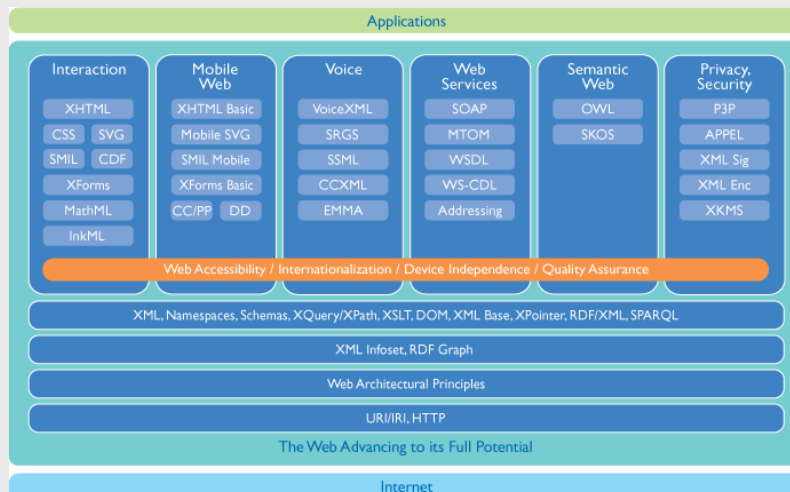 Applications
Interaction
XHTML
CSS SVG
SMIL CDF
XForms
MathML
InkML
Mobile
Web
XHTML Basic
Mobile SVG
SMIL Mobile
XForms Basic
CC/PP DD
Voice
VoiceXML
SRGS
SSML
CCXML
EMMA
Web
Services
SOAP
MTOM
WSDL
WS-CDL
Addressing
Semantic
Web
OWL
SKOS
Privacy,
Security
P3P
APPEL
XML Sig
XML Enc
XKMS
Web Accessibility / Internationalization / Device Independence / Quality Assurance
XML, Namespaces, Schemas, XQuery/XPath, XSLT, DOM, XML Base, XPointer, RDF/XML, SPARQL
XML Infoset, RDF Graph
Web Architectural Principles
URI/IRI, HTTP
The Web Advancing to its Full Potential
Internet